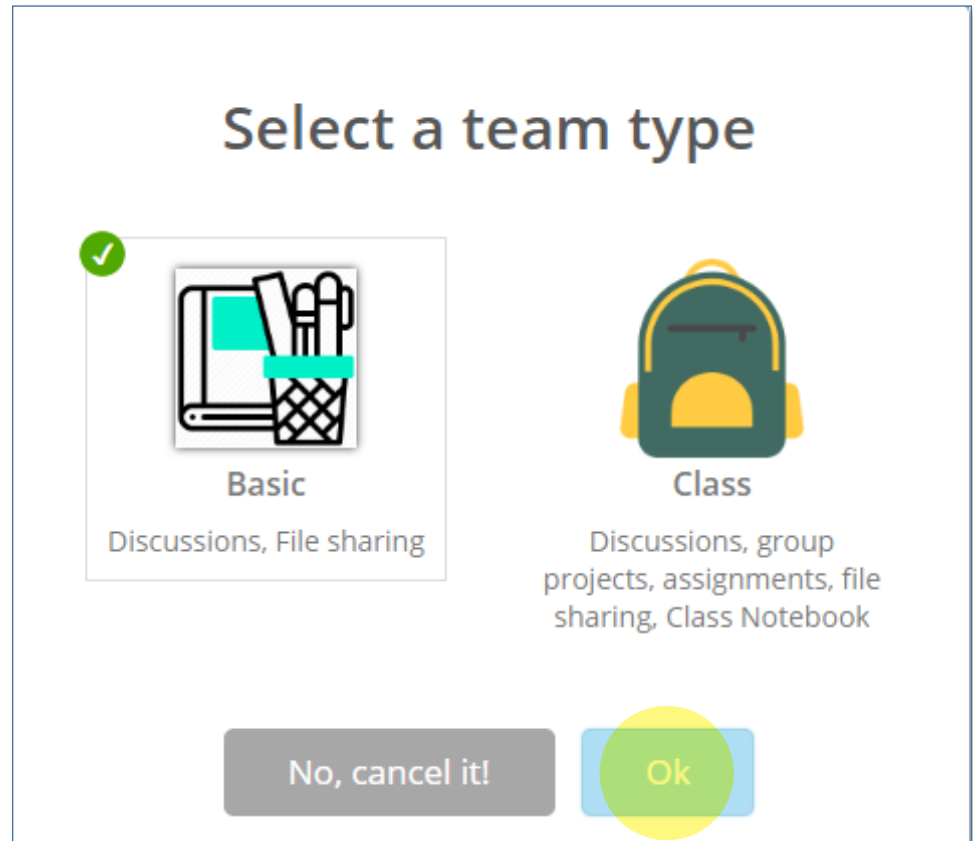 Select a team type
Basic
Discussions, File sharing
Class
Discussions, group
projects, assignments, file
sharing, Class Notebook
No, cancel it!
Ok